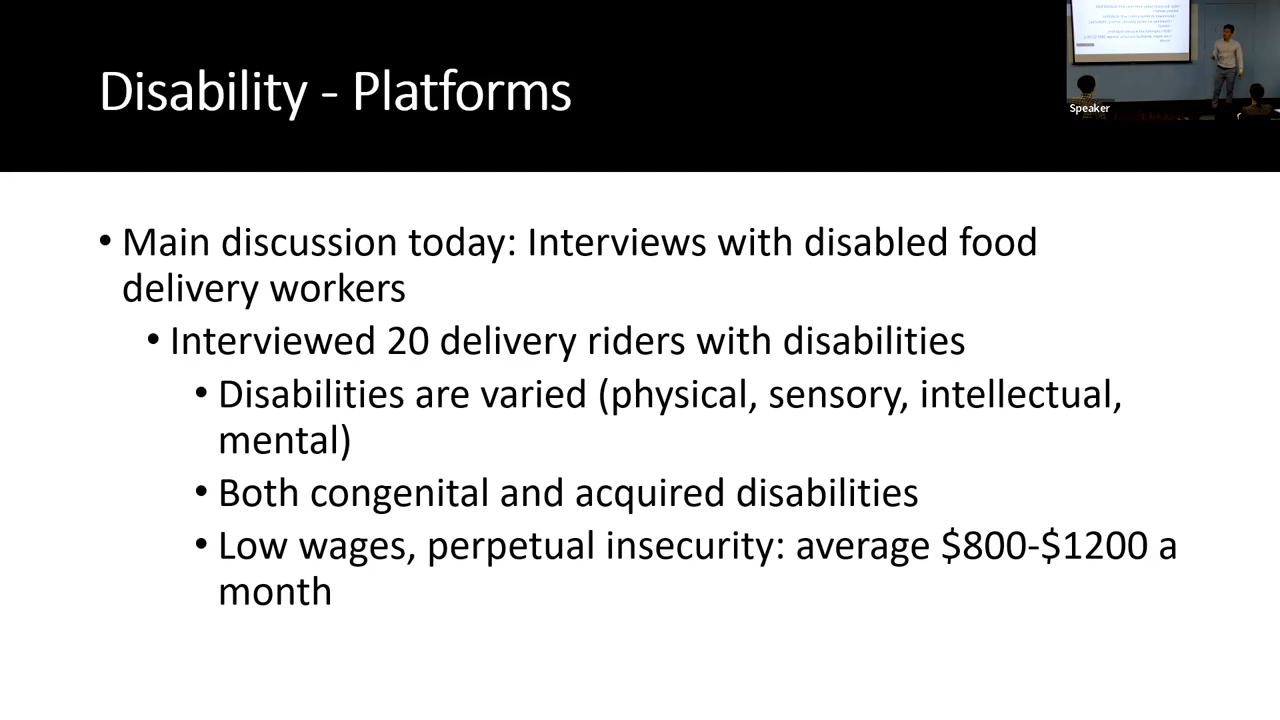 Disability - Platforms
Speaker
• Main discussion today: Interviews with disabled food
delivery workers
• Interviewed 20 delivery riders with disabilities
• Disabilities are varied (physical, sensory, intellectual,
mental)
• Both congenital and acquired disabilities
• Low wages, perpetual insecurity: average $800-$1200 a
month